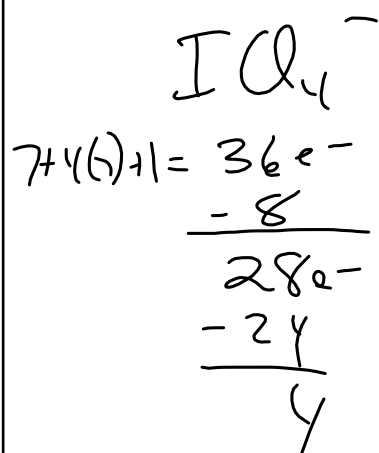 ICl₄⁻
7+4(7)+1= 36e⁻
- 8
28e⁻
- 24
4